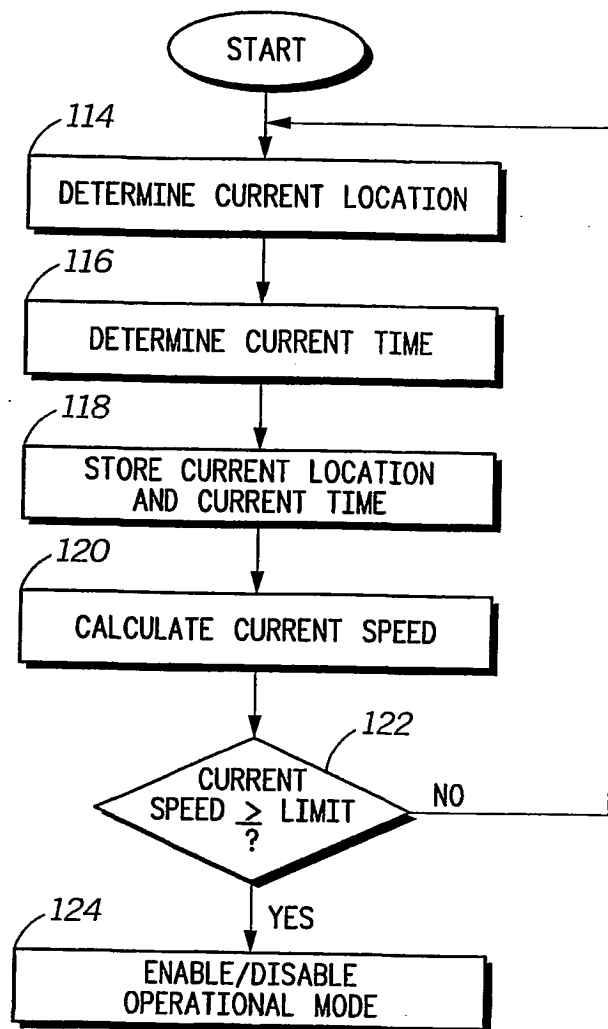 START
114
DETERMINE CURRENT LOCATION
116
DETERMINE CURRENT TIME
118
STORE CURRENT LOCATION
AND CURRENT TIME
120
CALCULATE CURRENT SPEED
122
CURRENT
SPEED ≥ LIMIT
?
NO
YES
124
ENABLE/DISABLE
OPERATIONAL MODE